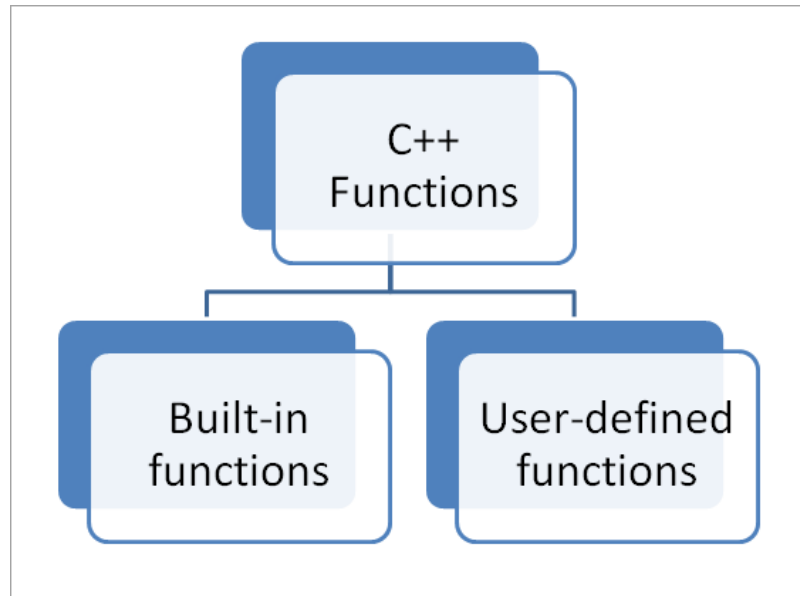 C++
Functions
Built-in
functions
User-defined
functions